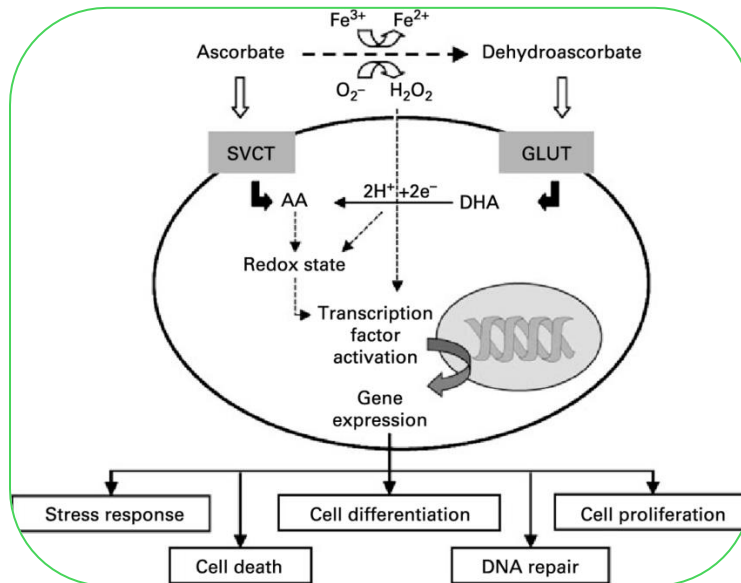 Fe³⁺ Fe²⁺
Ascorbate Dehydroascorbate
O₂⁻ H₂O₂
SVCT GLUT
2H⁺+2e⁻
AA DHA
Redox state
Transcription
factor
activation
Gene
expression
Stress response Cell differentiation Cell proliferation
Cell death DNA repair